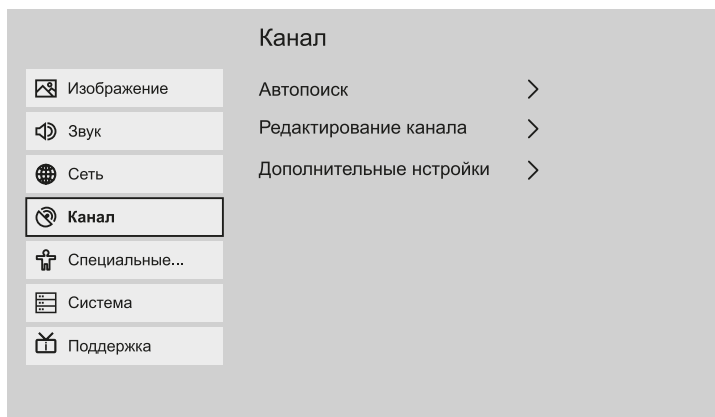 Канал
Изображение
Звук
Сеть
Канал
Специальные...
Система
Поддержка
Автопоиск
Редактирование канала
Дополнительные нстройки